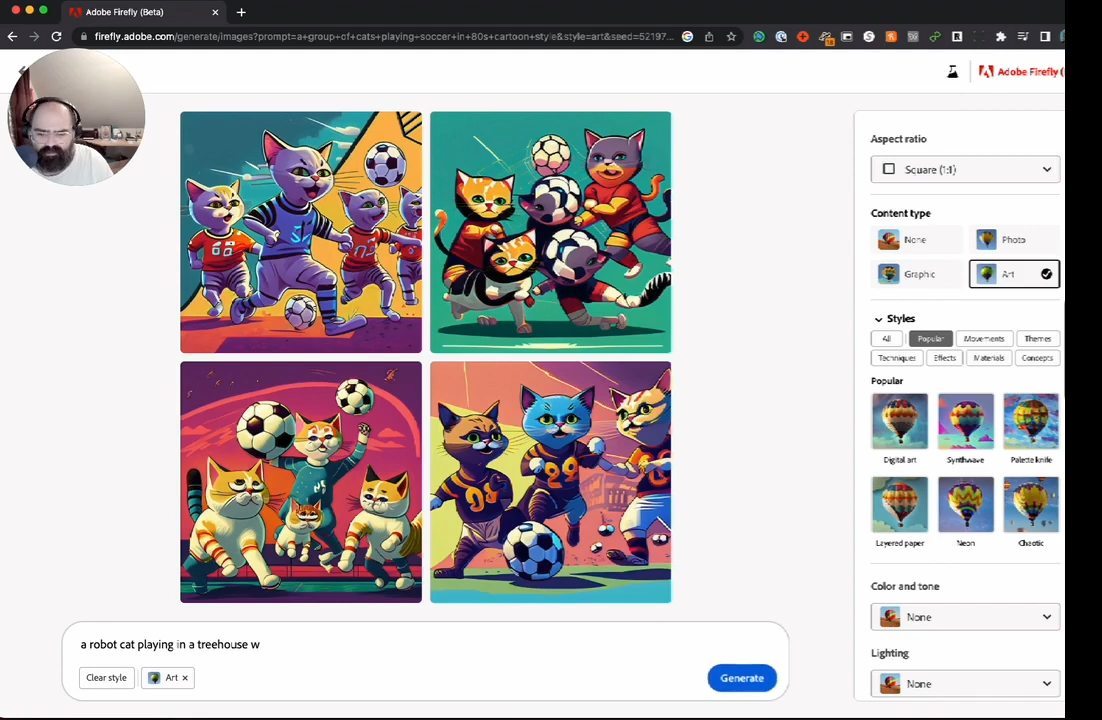 Adobe Firefly (Beta)
firefly.adobe.com/generate/images?prompt=a+group+of+cats+playing+soccer+in+80s+cartoon+style&style=art&seed=52197...
Adobe Firefly (
Aspect ratio
Square (1:1)
Content type
None
Photo
Graphic
Art
Styles
All
Popular
Movements
Themes
Techniques
Effects
Materials
Concepts
Popular
Digital art
Synthwave
Palette knife
Layered paper
Neon
Chaotic
Color and tone
None
Lighting
None
a robot cat playing in a treehouse w
Clear style
Art
Generate